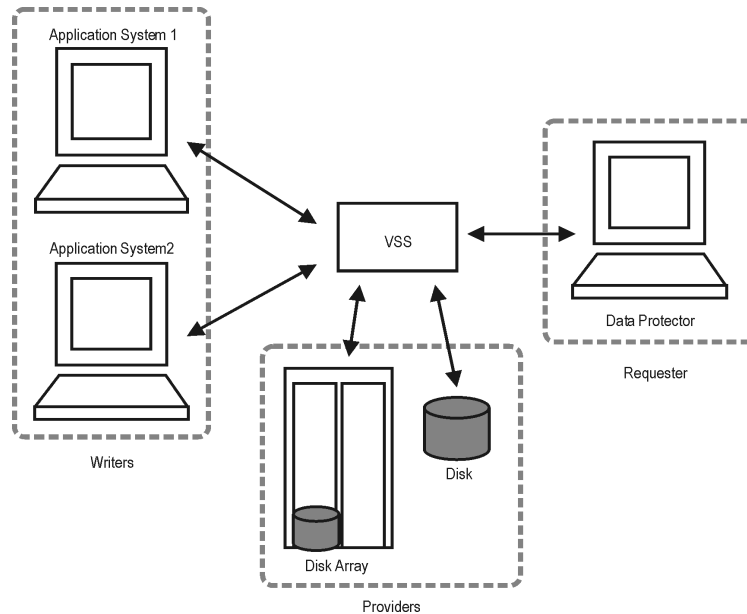 Application System 1
Application System2
Writers
VSS
Data Protector
Requester
Disk
Disk Array
Providers